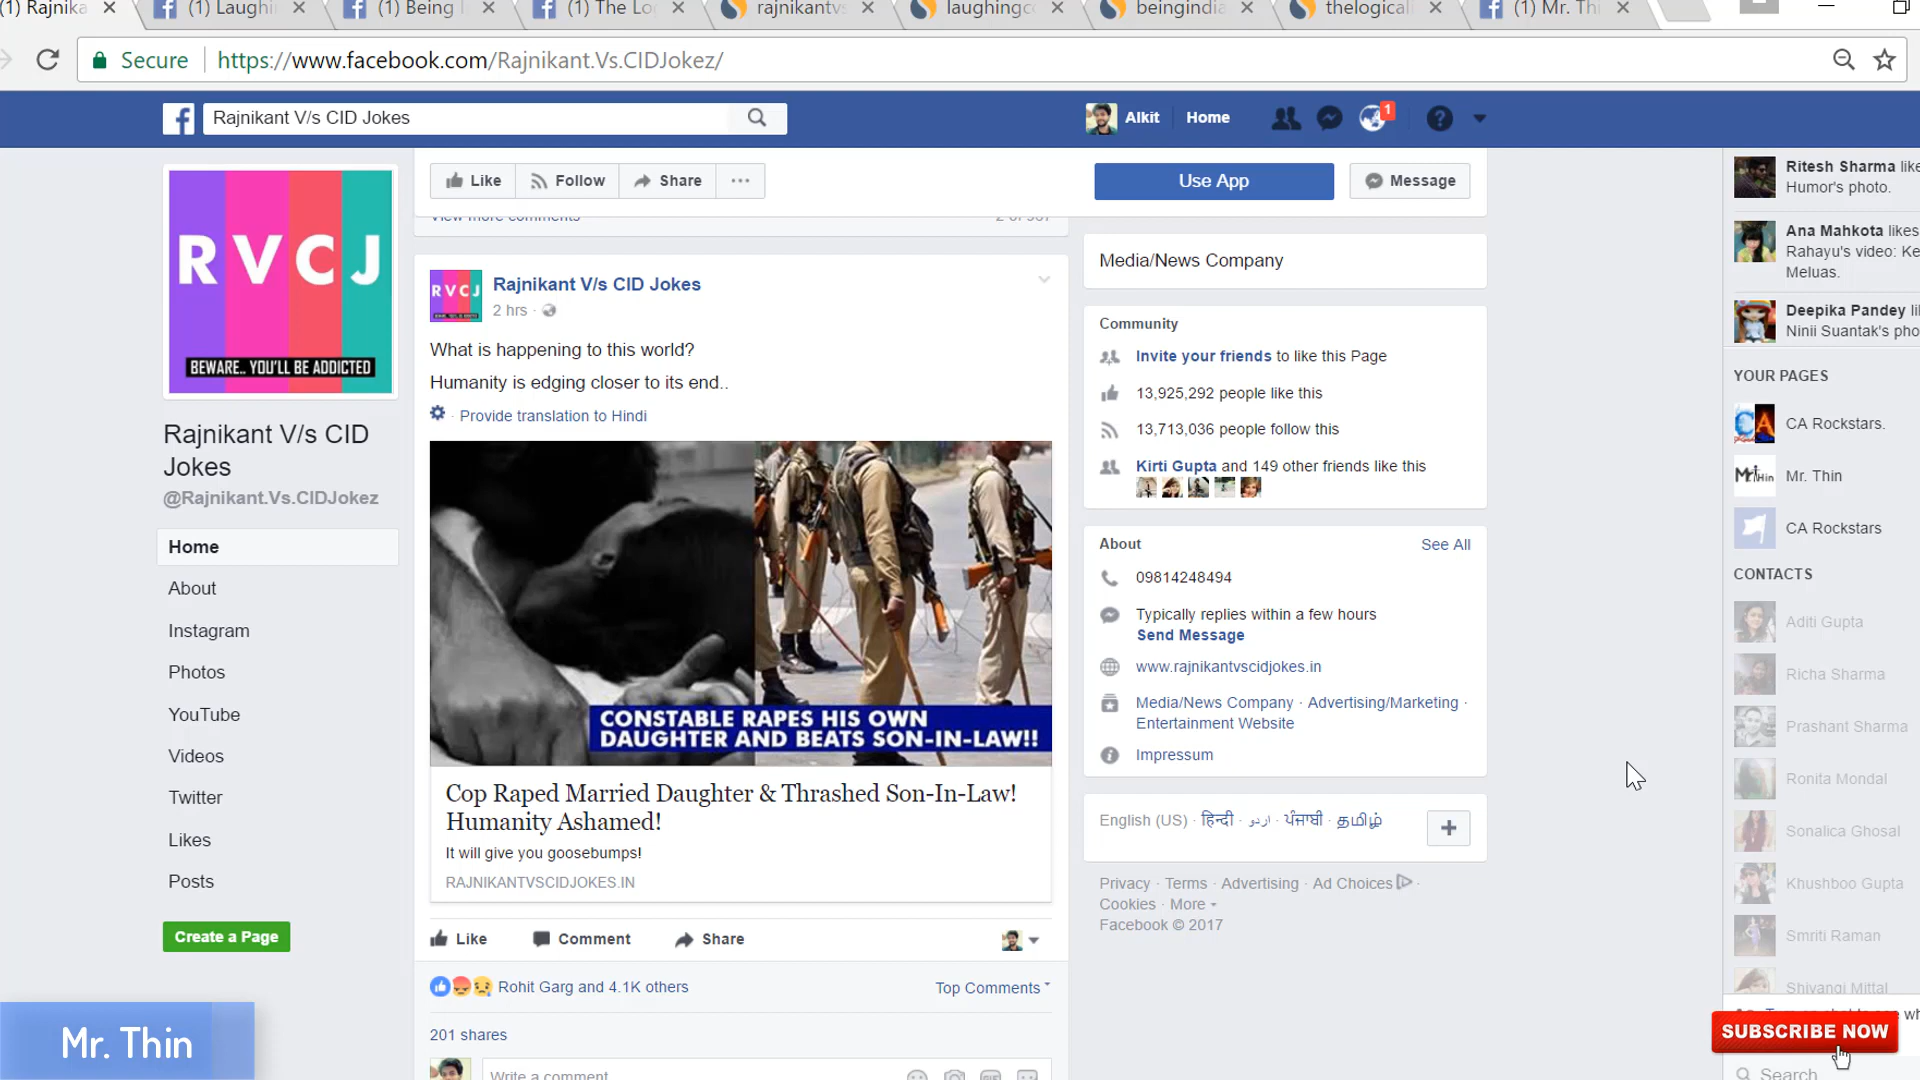 (1) Rajnika
(1) Laughi
(1) Being I
(1) The Lo
rajnikantv
laughingco
beingindia
thelogical
(1) Mr. Thi
Secure
https://www.facebook.com/Rajnikant.Vs.CIDJokez/
Rajnikant V/s CID Jokes
Alkit
Home
1
Like
Follow
Share
Use App
Message
View more comments
RVCJ
BEWARE.. YOU'LL BE ADDICTED
Rajnikant V/s CID
Jokes
@Rajnikant.Vs.CIDJokez
Home
About
Instagram
Photos
YouTube
Videos
Twitter
Likes
Posts
Create a Page
Mr. Thin
RVCJ
Rajnikant V/s CID Jokes
2 hrs ·
What is happening to this world?
Humanity is edging closer to its end..
· Provide translation to Hindi
CONSTABLE RAPES HIS OWN
DAUGHTER AND BEATS SON-IN-LAW!!
Cop Raped Married Daughter & Thrashed Son-In-Law!
Humanity Ashamed!
It will give you goosebumps!
RAJNIKANTVSCIDJOKES.IN
Like
Comment
Share
Rohit Garg and 4.1K others
Top Comments
201 shares
Write a comment
Media/News Company
Community
Invite your friends to like this Page
13,925,292 people like this
13,713,036 people follow this
Kirti Gupta and 149 other friends like this
About
See All
09814248494
Typically replies within a few hours
Send Message
www.rajnikantvscidjokes.in
Media/News Company · Advertising/Marketing ·
Entertainment Website
Impressum
English (US) · हिन्दी · اردو · ਪੰਜਾਬੀ · தமிழ்
Privacy · Terms · Advertising · Ad Choices ·
Cookies · More
Facebook © 2017
Ritesh Sharma like
Humor's photo.
Ana Mahkota likes
Rahayu's video: Ke
Meluas.
Deepika Pandey li
Ninii Suantak's pho
YOUR PAGES
CA Rockstars.
Mr. Thin
Mr. Thin
CA Rockstars
CONTACTS
Aditi Gupta
Richa Sharma
Prashant Sharma
Ronita Mondal
Sonalica Ghosal
Khushboo Gupta
Smriti Raman
Shivangi Mittal
SUBSCRIBE NOW
Search